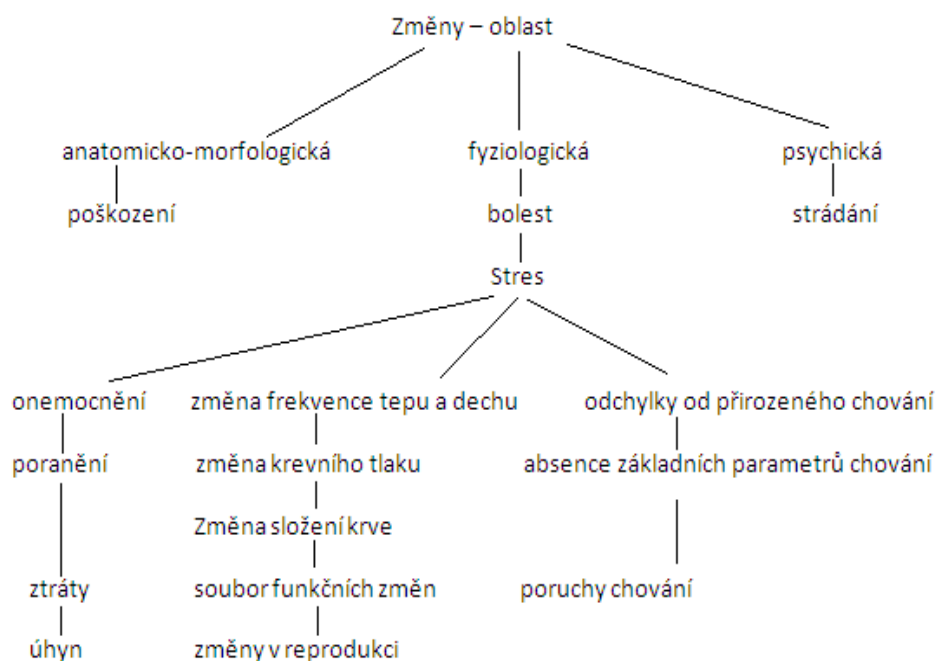 Změny – oblast
anatomicko-morfologická fyziologická psychická
poškození bolest strádání
Stres
onemocnění změna frekvence tepu a dechu odchylky od přirozeného chování
poranění změna krevního tlaku absence základních parametrů chování
Změna složení krve
ztráty soubor funkčních změn poruchy chování
úhyn změny v reprodukci